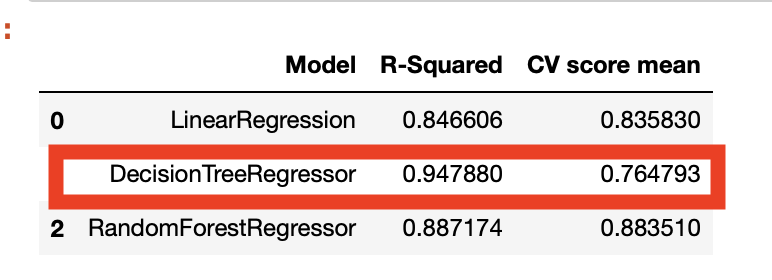 :
Model R-Squared CV score mean
0 LinearRegression 0.846606 0.835830
DecisionTreeRegressor 0.947880 0.764793
2 RandomForestRegressor 0.887174 0.883510